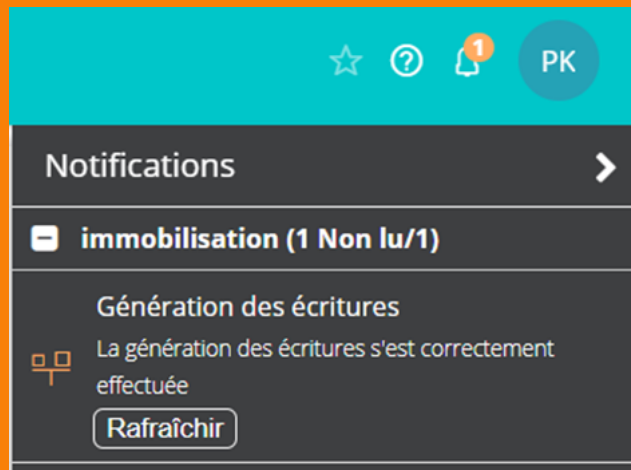 1
PK
Notifications
immobilisation (1 Non lu/1)
Génération des écritures
La génération des écritures s'est correctement
effectuée
Rafraîchir